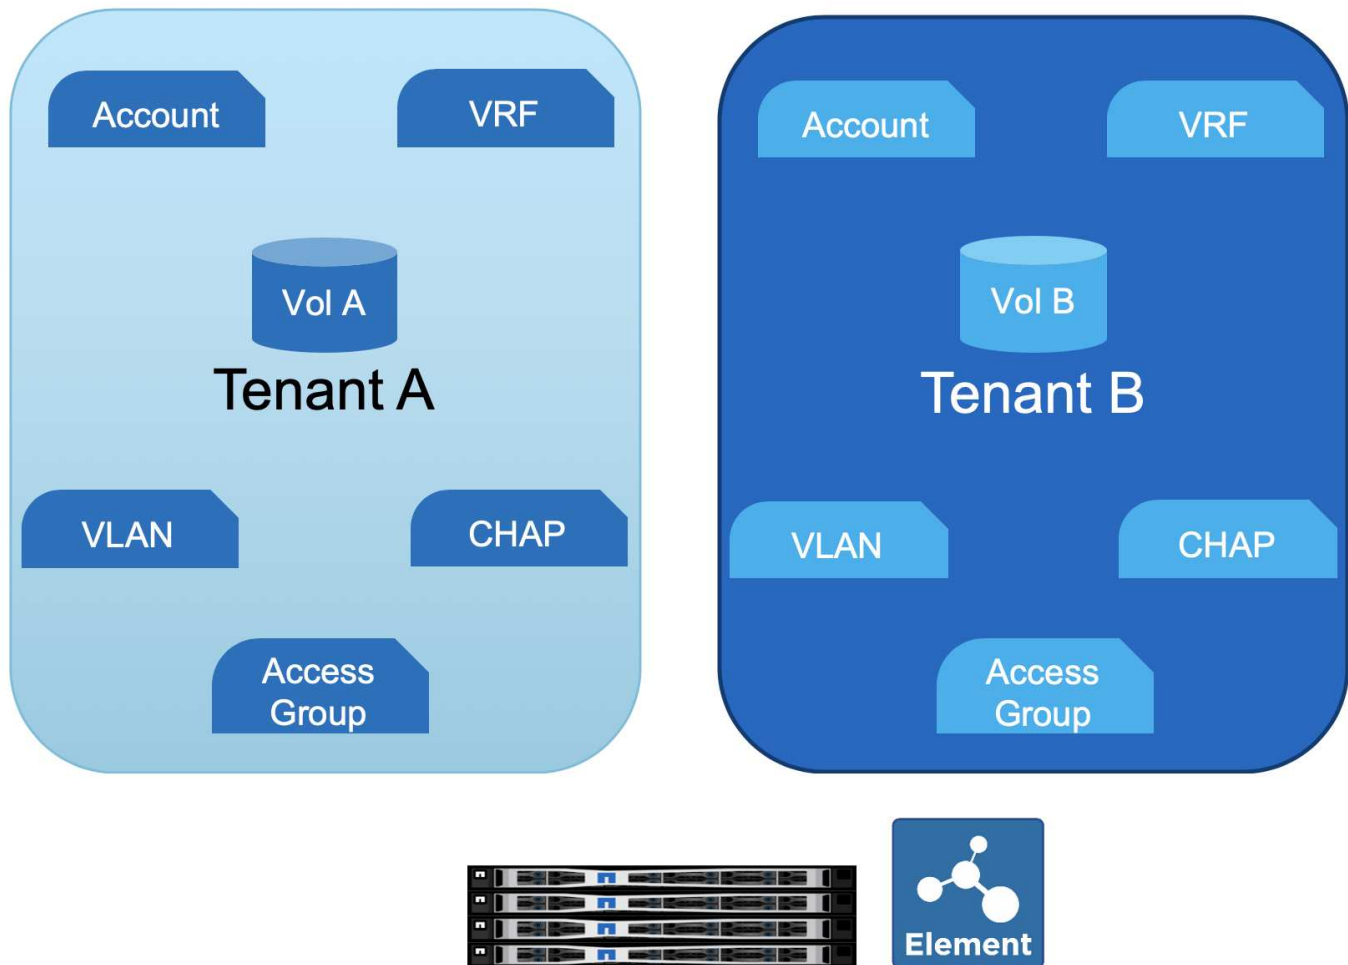 Account
VRF
Vol A
Tenant A
VLAN
CHAP
Access
Group
Account
VRF
Vol B
Tenant B
VLAN
CHAP
Access
Group
Element